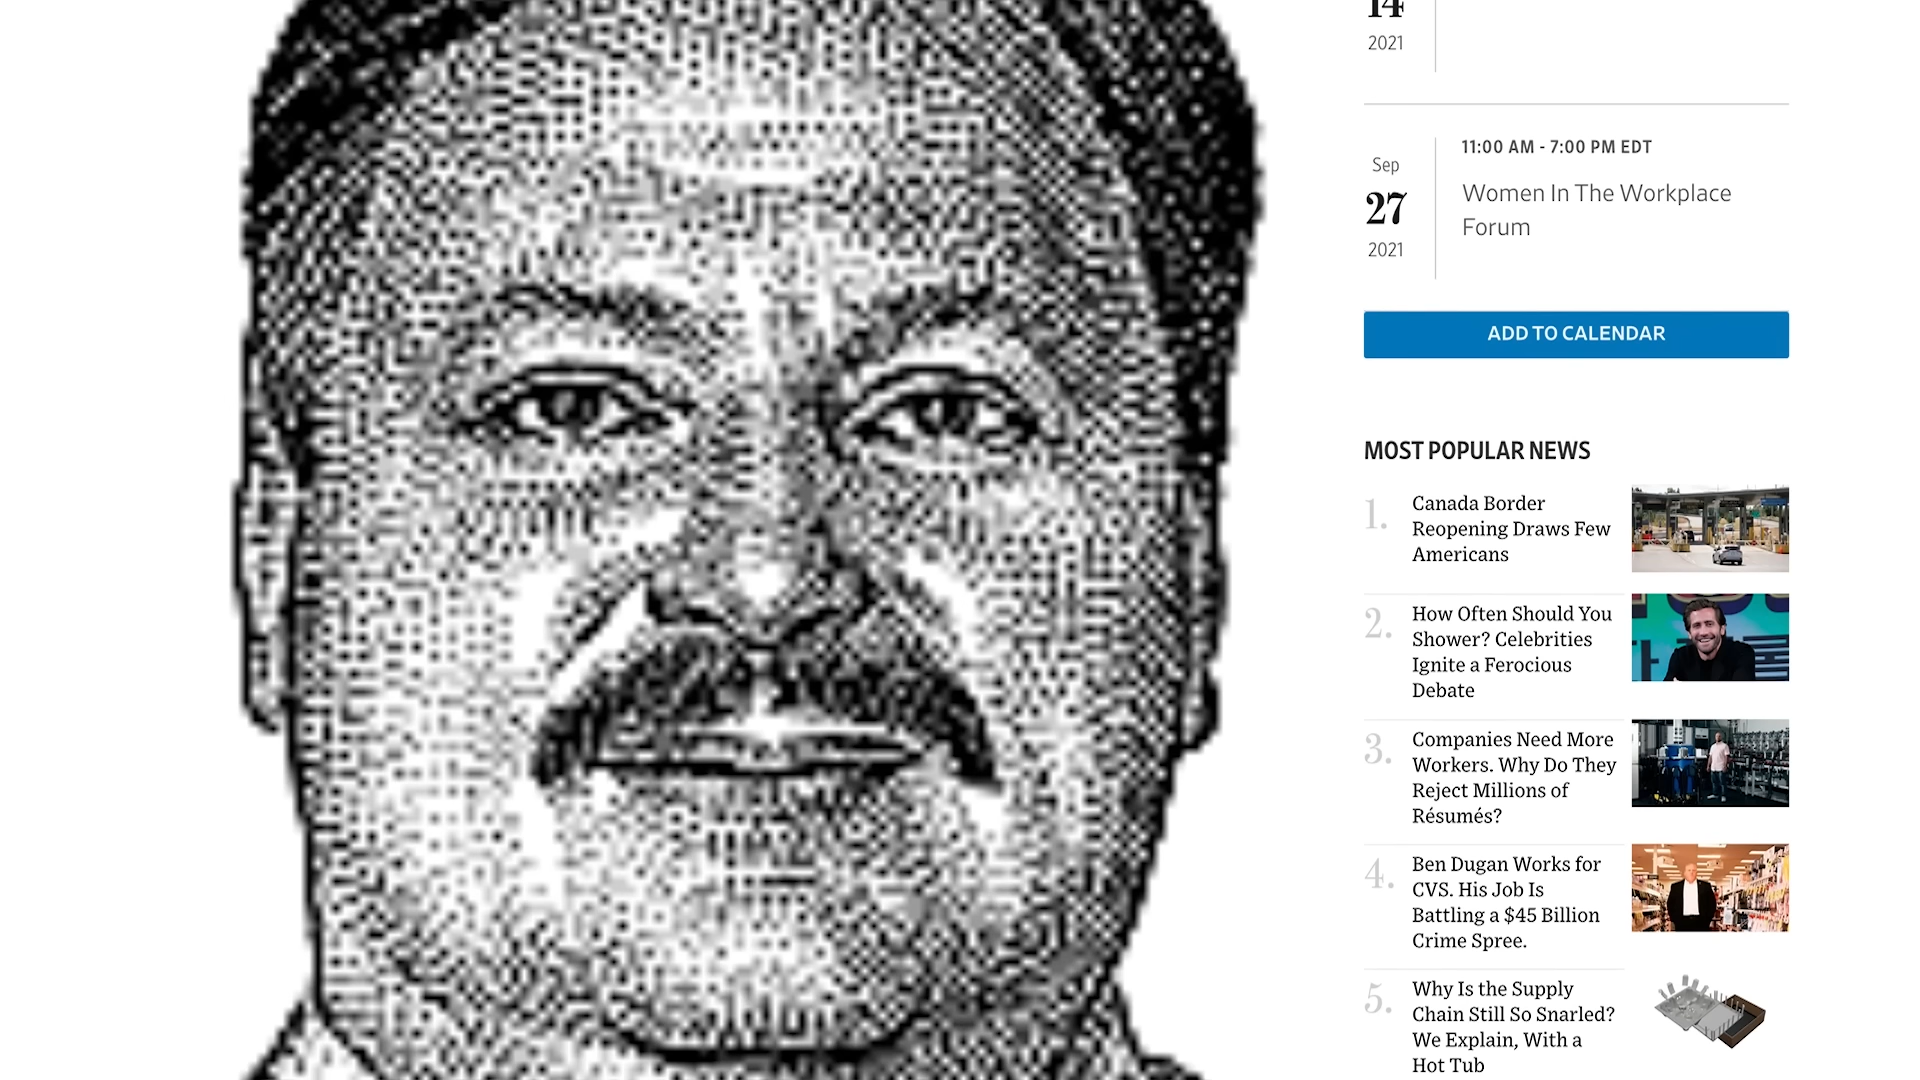 14
2021
11:00 AM - 7:00 PM EDT
Sep
27
2021
Women In The Workplace
Forum
ADD TO CALENDAR
MOST POPULAR NEWS
1.
Canada Border
Reopening Draws Few
Americans
2.
How Often Should You
Shower? Celebrities
Ignite a Ferocious
Debate
3.
Companies Need More
Workers. Why Do They
Reject Millions of
Résumés?
4.
Ben Dugan Works for
CVS. His Job Is
Battling a $45 Billion
Crime Spree.
5.
Why Is the Supply
Chain Still So Snarled?
We Explain, With a
Hot Tub